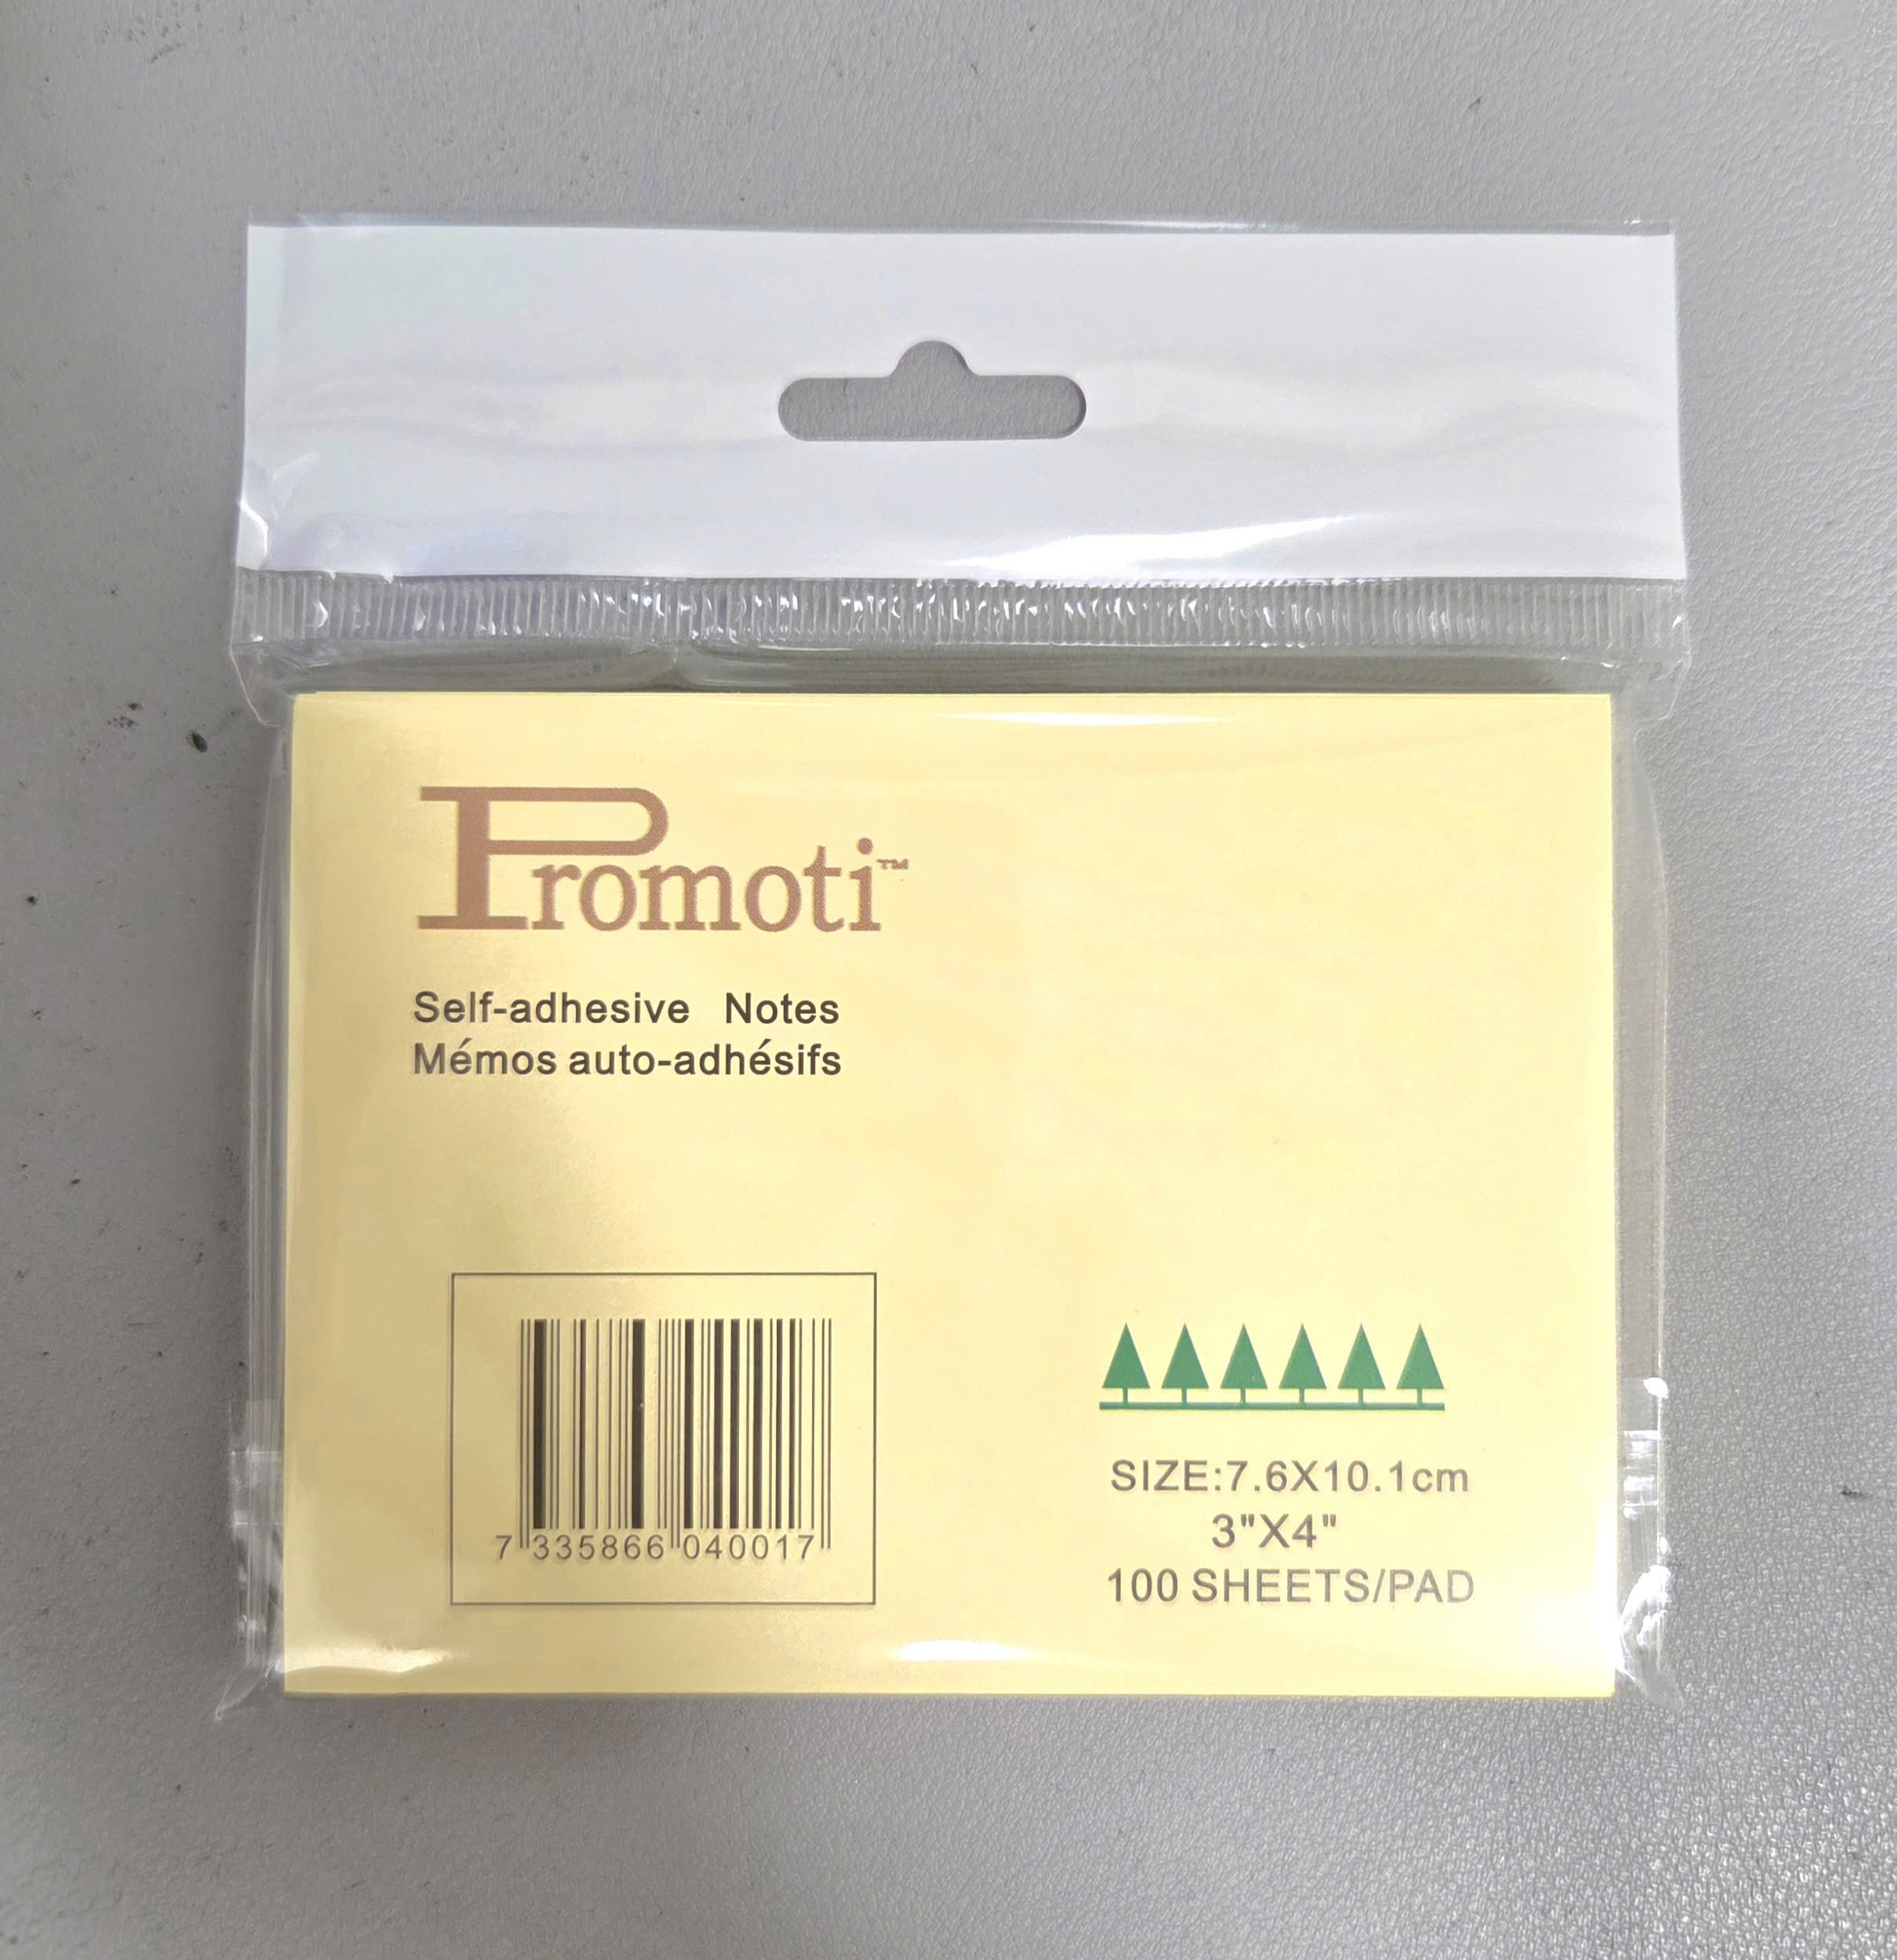 Promoti™
Self-adhesive Notes
Mémos auto-adhésifs
7 335866 040017
SIZE:7.6X10.1cm
3"X4"
100 SHEETS/PAD